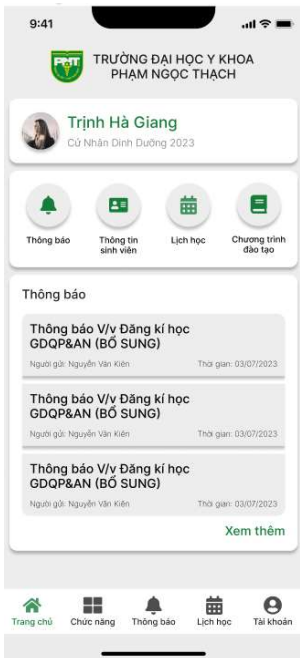 9:41
PNT
TRƯỜNG ĐẠI HỌC Y KHOA
PHẠM NGỌC THẠCH
Trịnh Hà Giang
Cử Nhân Dinh Dưỡng 2023
Thông báo
Thông tin
sinh viên
Lịch học
Chương trình
đào tạo
Thông báo
Thông báo V/v Đăng kí học
GDQP&AN (BỔ SUNG)
Người gửi: Nguyễn Văn Kiên
Thời gian: 03/07/2023
Thông báo V/v Đăng kí học
GDQP&AN (BỔ SUNG)
Người gửi: Nguyễn Văn Kiên
Thời gian: 03/07/2023
Thông báo V/v Đăng kí học
GDQP&AN (BỔ SUNG)
Người gửi: Nguyễn Văn Kiên
Thời gian: 03/07/2023
Xem thêm
Trang chủ
Chức năng
Thông báo
Lịch học
Tài khoản